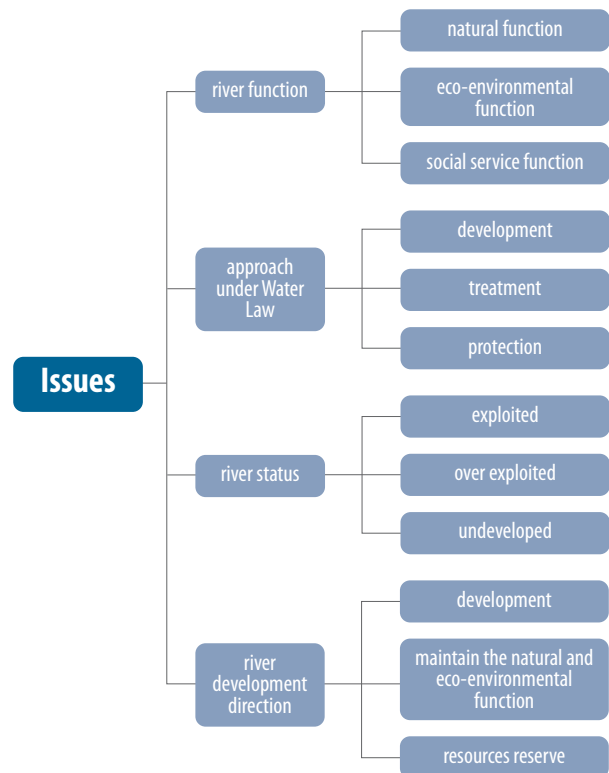 Issues
river function
natural function
eco-environmental
function
social service function
approach
under Water
Law
development
treatment
protection
river status
exploited
over exploited
undeveloped
river
development
direction
development
maintain the natural and
eco-environmental
function
resources reserve